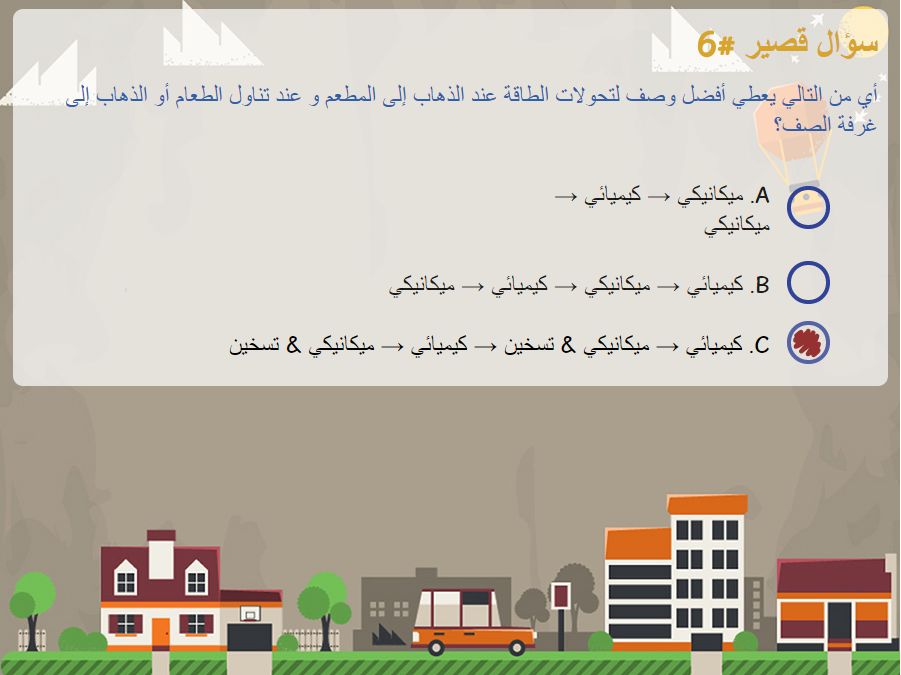 سؤال قصير #6
أي من التالي يعطي أفضل وصف لتحولات الطاقة عند الذهاب إلى المطعم و عند تناول الطعام أو الذهاب إلى
غرفة الصف؟
A. ميكانيكي → كيميائي →
ميكانيكي
B. كيميائي → ميكانيكي → كيميائي → ميكانيكي
C. كيميائي → ميكانيكي & تسخين → كيميائي → ميكانيكي & تسخين